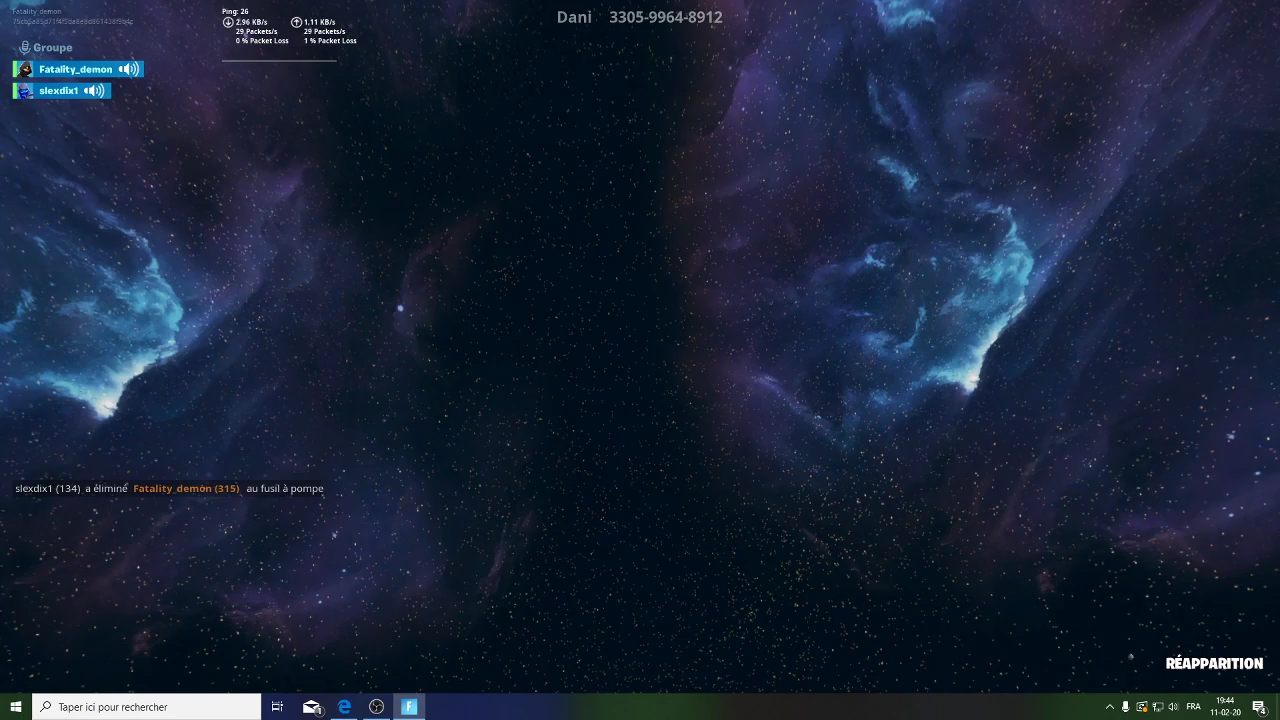 Fatality_demon
Ping: 26
2,96 KB/s
1,11 KB/s
29 Packets/s
29 Packets/s
0 % Packet Loss
1 % Packet Loss
Dani 3305-9964-8912
Groupe
Fatality_demon
slexdix1
slexdix1 (134) a éliminé Fatality_demon (315) au fusil à pompe
RÉAPPARITION
Taper ici pour rechercher
1
F
FRA
19:44
11-02-20